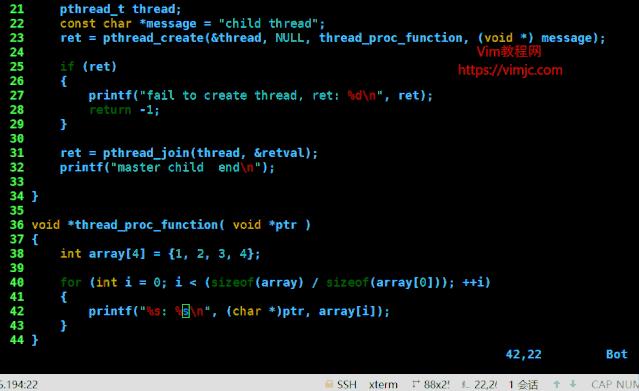 21 pthread_t thread;
22 const char *message = "child thread";
23 ret = pthread_create(&thread, NULL, thread_proc_function, (void *) message);
24
Vim教程网
25 if (ret)
https://vimjc.com
26 {
27 printf("fail to create thread, ret: %d\n", ret);
28 return -1;
29 }
30
31 ret = pthread_join(thread, &retval);
32 printf("master child  end\n");
33
34 }
35
36 void *thread_proc_function( void *ptr )
37 {
38 int array[4] = {1, 2, 3, 4};
39
40 for (int i = 0; i < (sizeof(array) / sizeof(array[0])); ++i)
41 {
42 printf("%s: %s\n", (char *)ptr, array[i]);
43 }
44 }
42,22 Bot
6.194:22 SSH xterm 88x2 22,2 1 会话 CAP NUM